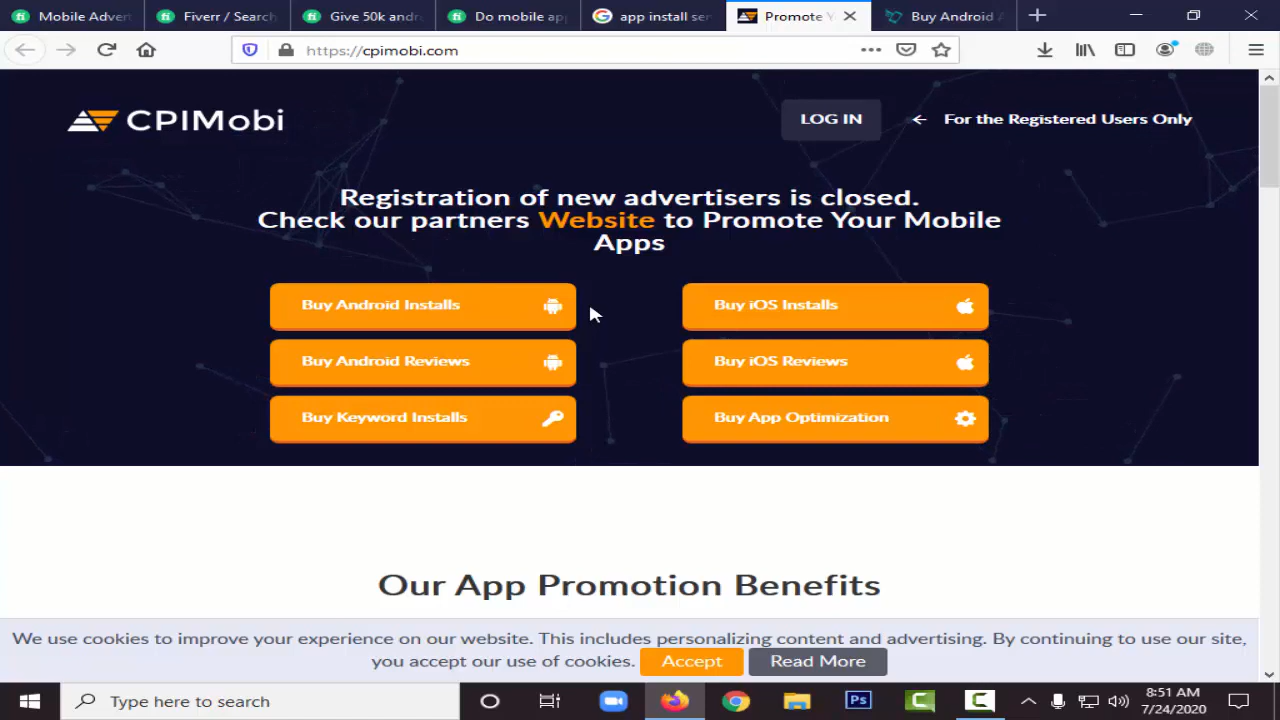 Mobile Advert
Fiverr / Search
Give 50k andr
Do mobile app
app install ser
Promote Y
Buy Android A
https://cpimobi.com
CPIMobi
LOG IN
For the Registered Users Only
Registration of new advertisers is closed.
Check our partners Website to Promote Your Mobile
Apps
Buy Android Installs
Buy iOS Installs
Buy Android Reviews
Buy iOS Reviews
Buy Keyword Installs
Buy App Optimization
Our App Promotion Benefits
We use cookies to improve your experience on our website. This includes personalizing content and advertising. By continuing to use our site,
you accept our use of cookies. Accept Read More
Type here to search
Ps
8:51 AM
7/24/2020